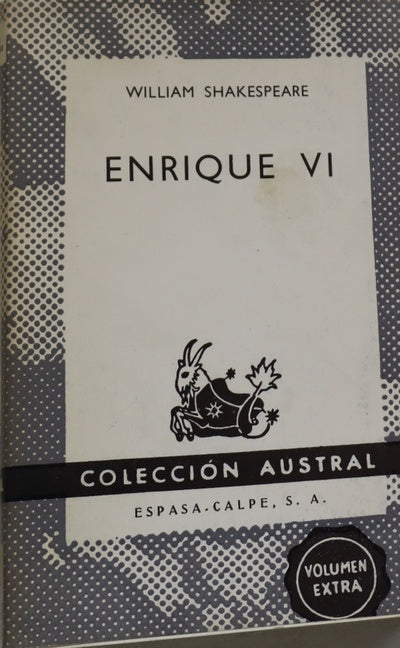 WILLIAM SHAKESPEARE
ENRIQUE VI
COLECCIÓN AUSTRAL
ESPASA-CALPE, S. A.
VOLUMEN
EXTRA